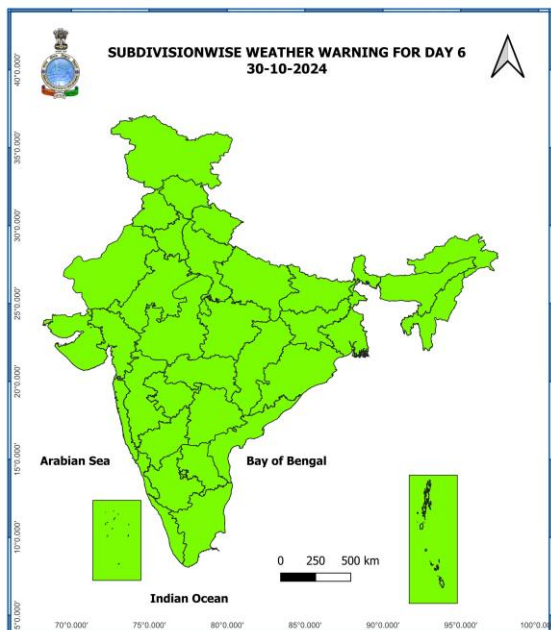 SUBDIVISIONWISE WEATHER WARNING FOR DAY 6
30-10-2024
40°0.000'
35°0.000'
30°0.000'
25°0.000'
20°0.000'
15°0.000'
10°0.000'
5°0.000'
Arabian Sea
Bay of Bengal
0 250 500 km
Indian Ocean
70°0.000' 75°0.000' 80°0.000' 85°0.000' 90°0.000' 95°0.000' 100°0.0